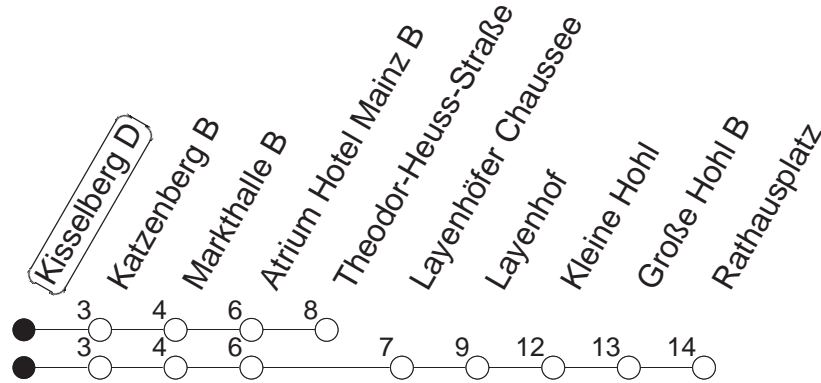 Kisselberg D
Katzenberg B
Markthalle B
Atrium Hotel Mainz B
Theodor-Heuss-Straße
Layenhöfer Chaussee
Layenhof
Kleine Hohl
Große Hohl B
Rathausplatz
3 4 6 8
3 4 6 7 9 12 13 14